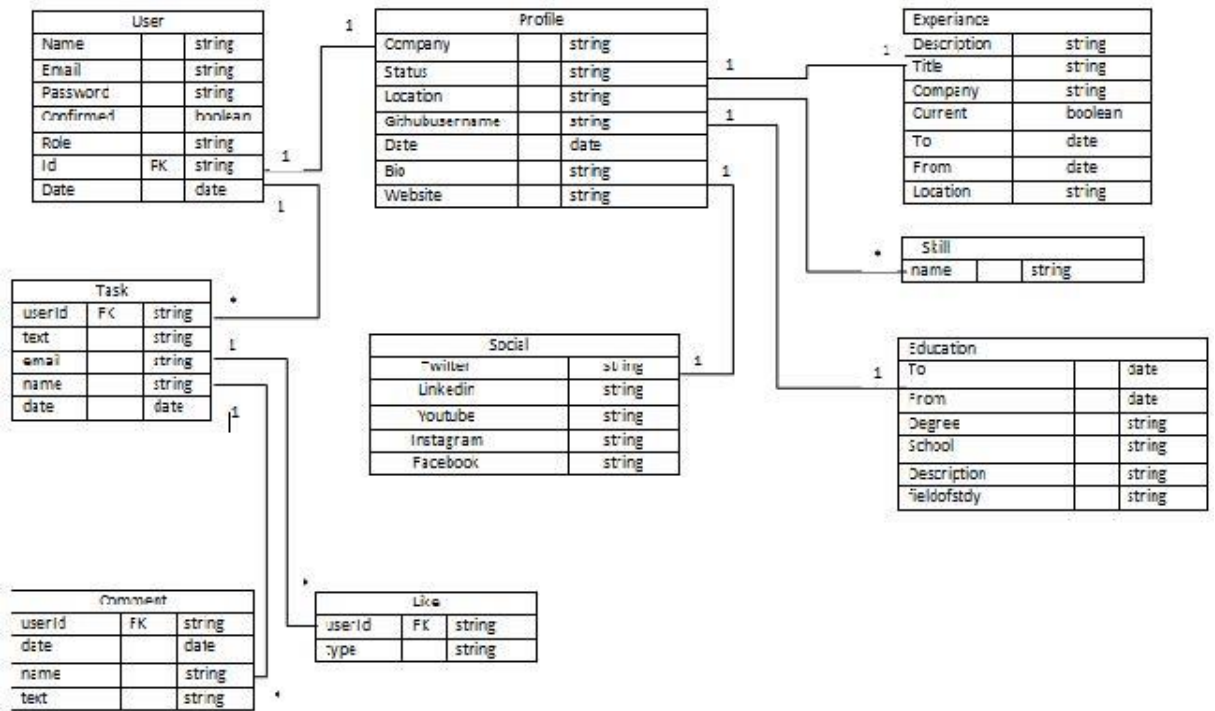 User
Name string
Email string
Password string
Confirmed boolean
Role string
Id FK string
Date date
1
1
1
Profile
Company string
Status string
Location string
Githubusername string
Date date
Bio string
Website string
1
1
1
Experiance
Description string
Title string
Company string
Current boolean
To date
From date
Location string
1
Skill
name string
*
Task
userId FK string
text string
email string
name string
date date
*
1
1
Social
Twitter string
Linkedin string
Youtube string
Instagram string
Facebook string
1
Education
To date
From date
Degree string
School string
Description string
fieldofstdy string
1
Comment
userId FK string
date date
name string
text string
*
Like
userId FK string
type string
*